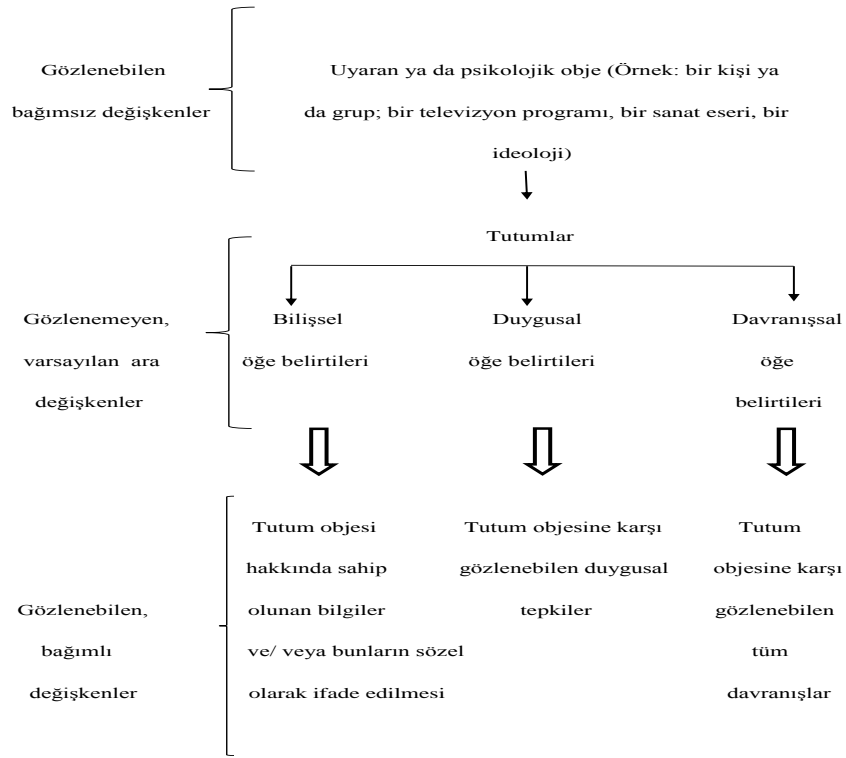 Gözlenebilen
bağımsız değişkenler
Uyaran ya da psikolojik obje (Örnek: bir kişi ya
da grup; bir televizyon programı, bir sanat eseri, bir
ideoloji)
Tutumlar
Gözlenemeyen,
varsayılan ara
değişkenler
Bilişsel
öğe belirtileri
Duygusal
öğe belirtileri
Davranışsal
öğe
belirtileri
Gözlenebilen,
bağımlı
değişkenler
Tutum objesi
hakkında sahip
olunan bilgiler
ve/ veya bunların sözel
olarak ifade edilmesi
Tutum objesine karşı
gözlenebilen duygusal
tepkiler
Tutum
objesine karşı
gözlenebilen
tüm
davranışlar